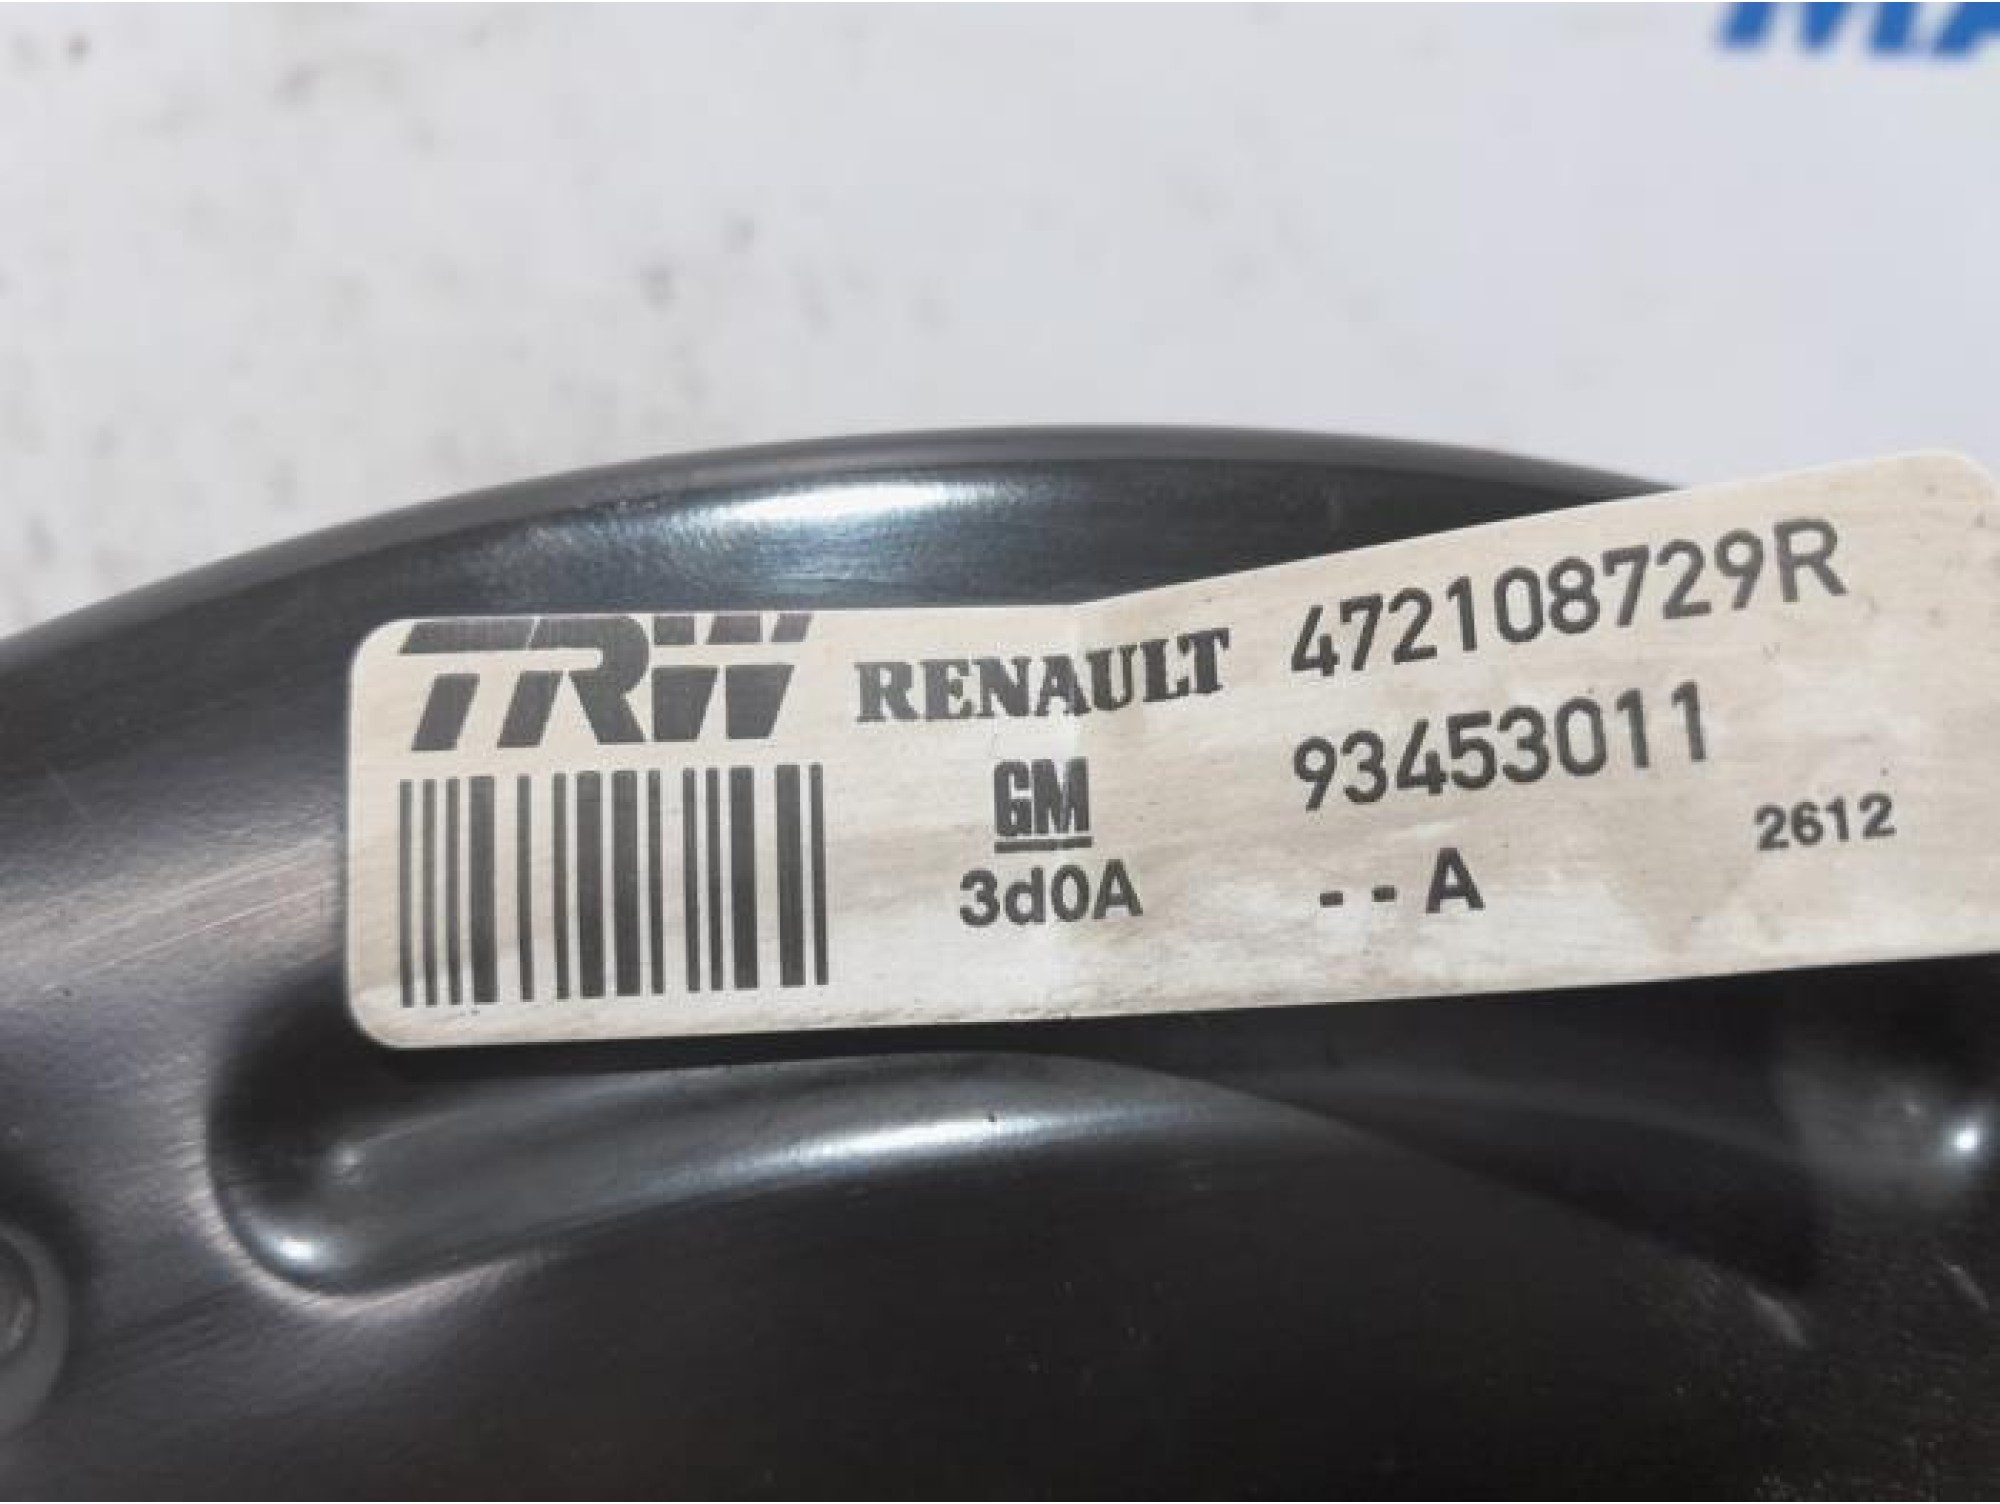 TRW RENAULT 472108729R
GM 93453011
3d0A --A 2612